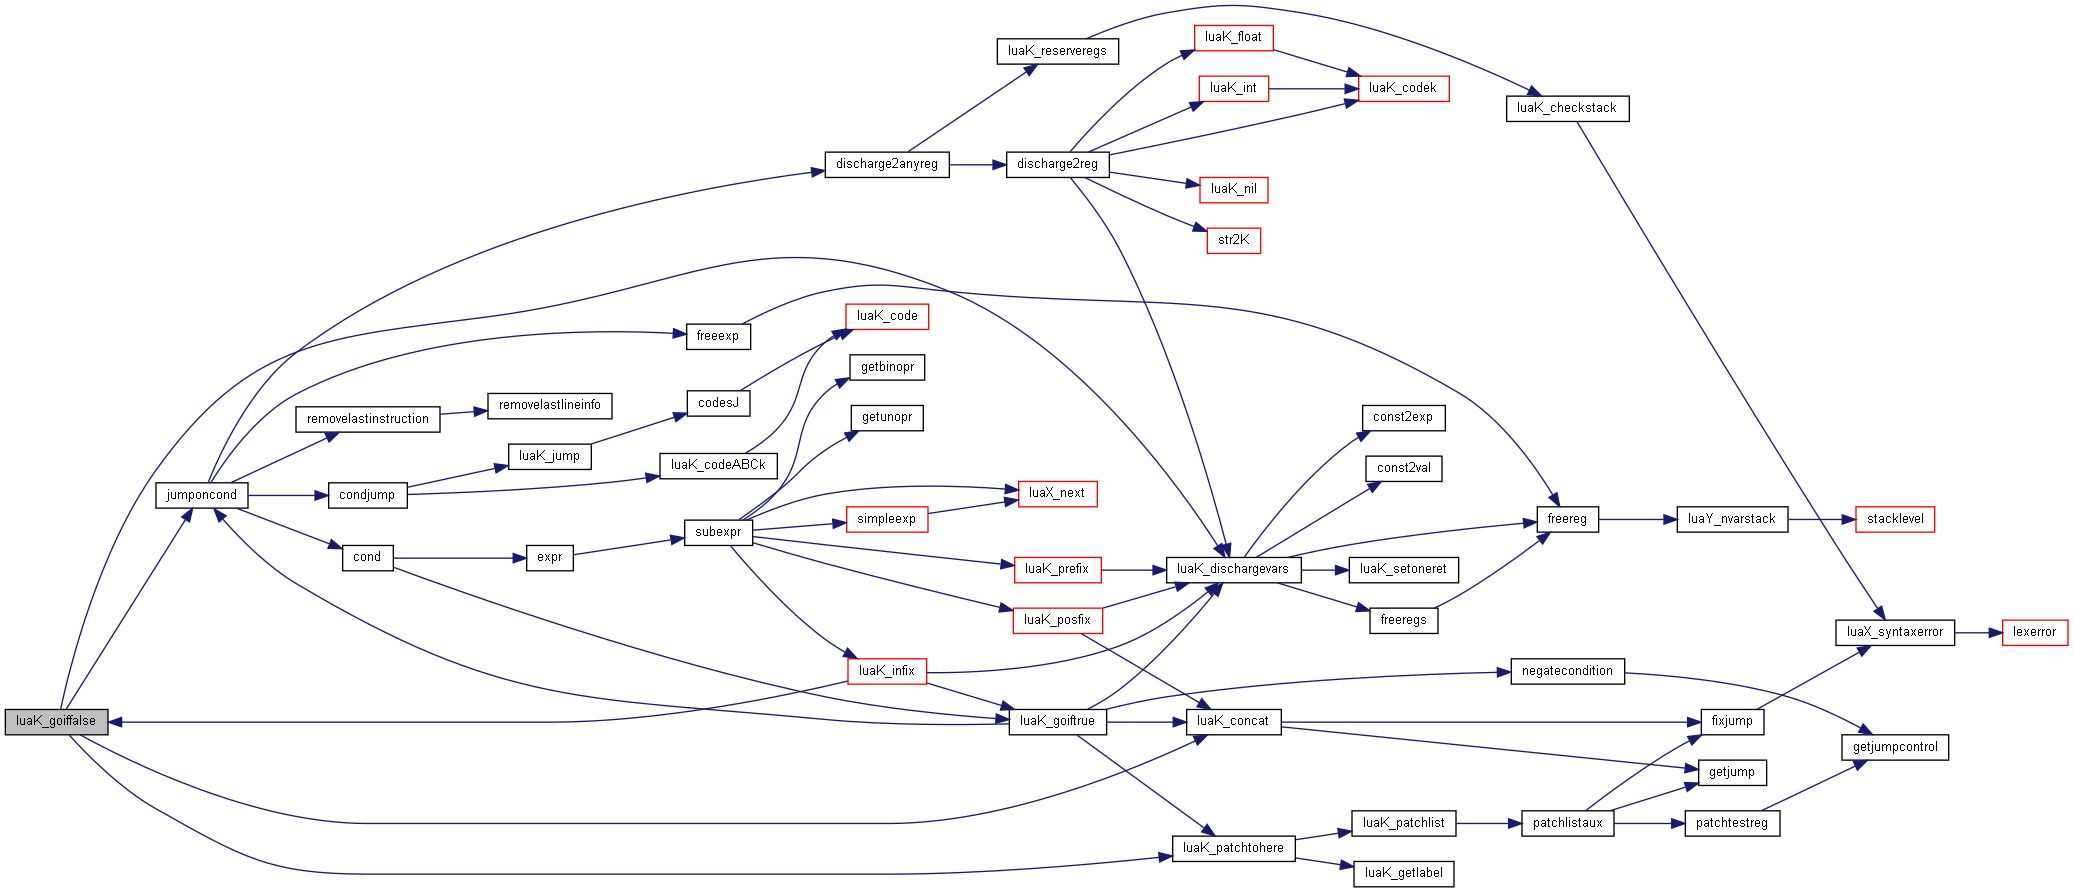 luaK_float
luaK_reserveregs
luaK_int
luaK_codek
luaK_checkstack
discharge2anyreg
discharge2reg
luaK_nil
str2K
luaK_code
freeexp
getbinopr
codesJ
removelastlineinfo
removelastinstruction
getunopr
const2exp
luaK_jump
luaK_codeABCk
const2val
jumponcond
condjump
luaX_next
simpleexp
freereg
luaY_nvarstack
stacklevel
subexpr
cond
expr
luaK_prefix
luaK_dischargevars
luaK_setoneret
luaK_posfix
freeregs
luaX_syntaxerror
lexerror
luaK_infix
negatecondition
luaK_goiffalse
luaK_goiftrue
luaK_concat
fixjump
getjumpcontrol
getjump
luaK_patchlist
patchlistaux
patchtestreg
luaK_patchtohere
luaK_getlabel